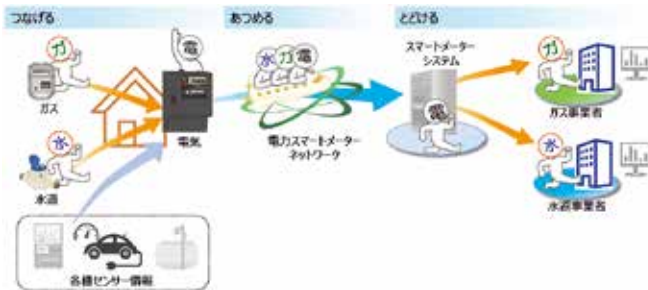 つなげる
あつめる
とどける
ガ
ガス
水
水道
電
電気
各種センサー情報
水 ガ 電
電力スマートメーター
ネットワーク
スマートメーター
システム
電
ガ
ガス事業者
水
水道事業者